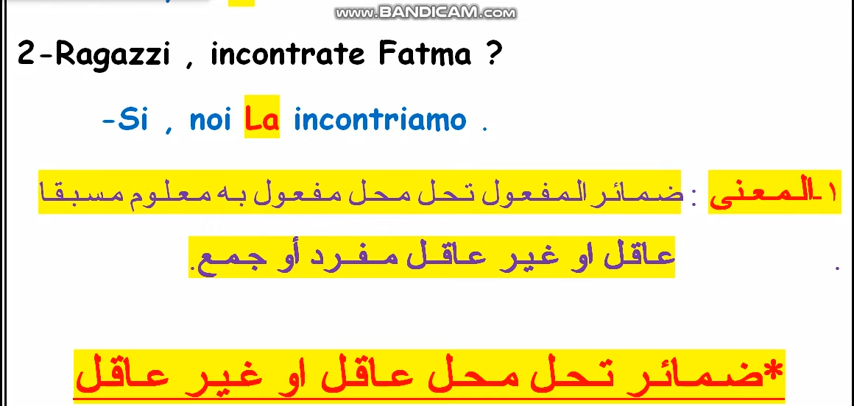 WWW.BANDICAM.COM
2-Ragazzi , incontrate Fatma ?
-Si , noi La incontriamo .
١-المعنى : ضمائر المفعول تحل محل مفعول به معلوم مسبقا
. عاقل او غير عاقل مفرد أو جمع.
*ضمائر تحل محل عاقل او غير عاقل